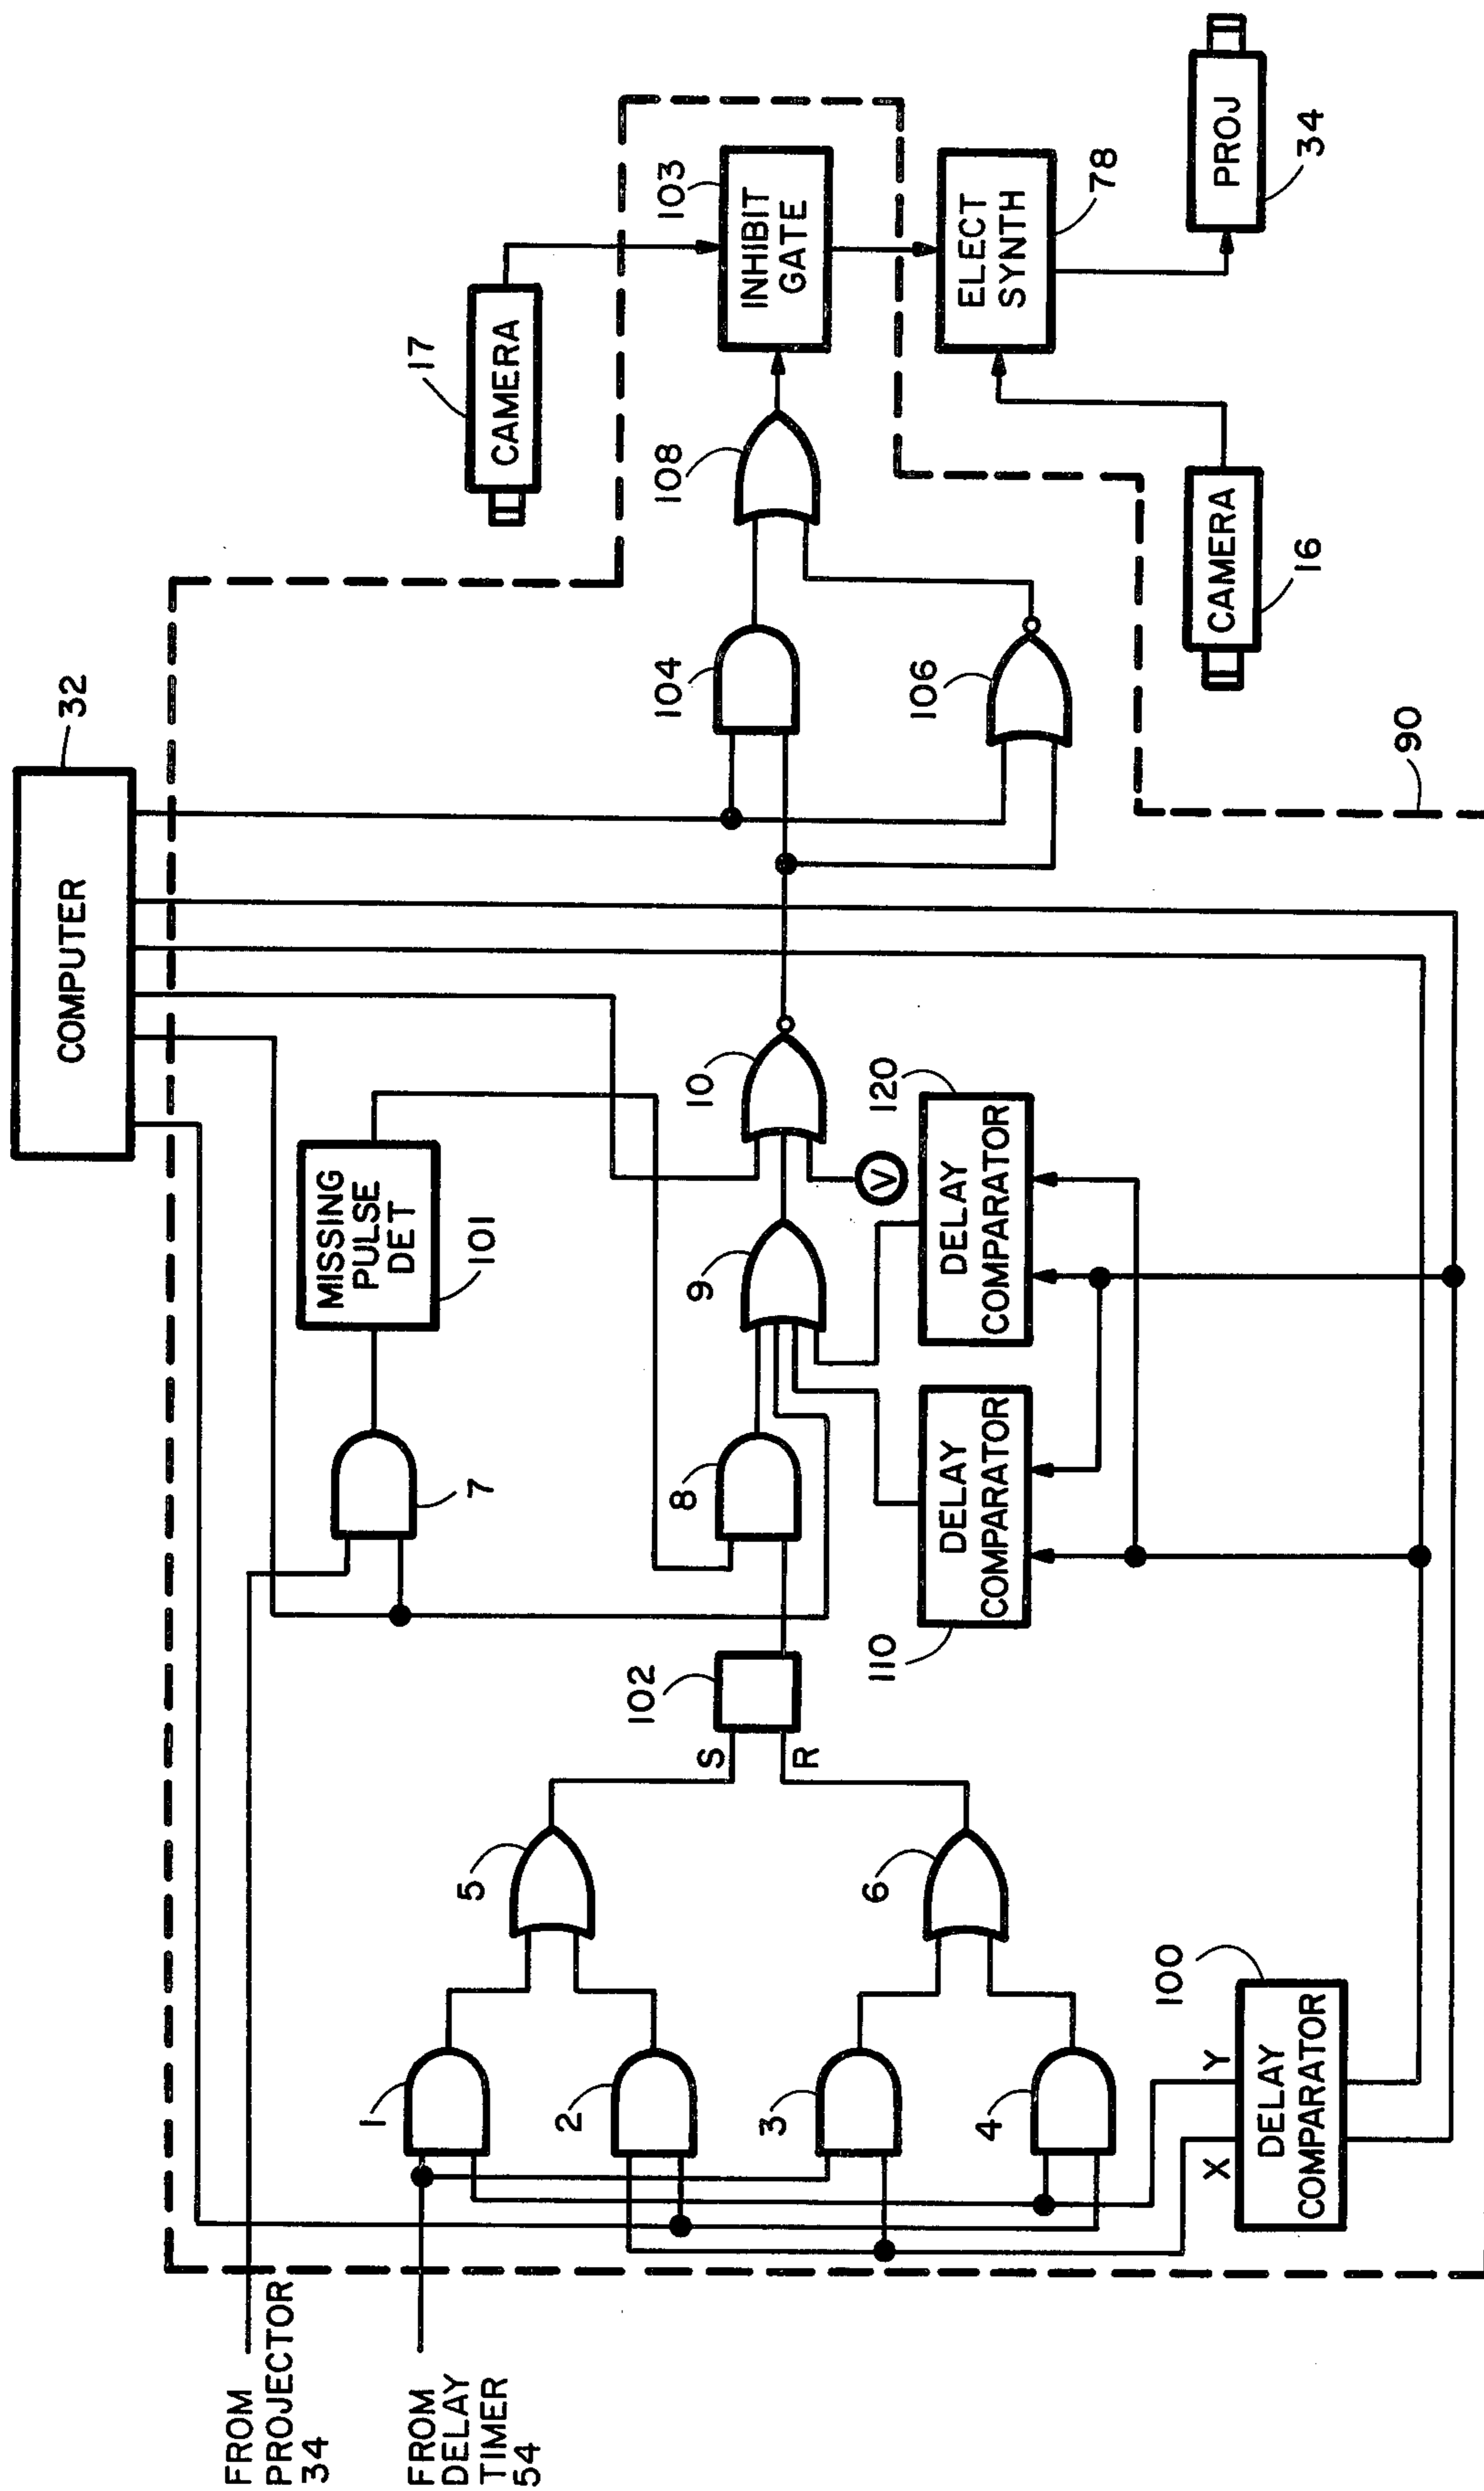 32
COMPUTER
17
CAMERA
103
INHIBIT
GATE
ELECT
SYNTH
78
PROJ
34
CAMERA
16
108
104
106
90
MISSING
PULSE
DET
101
7
10
9
8
V
120
DELAY
COMPARATOR
DELAY
COMPARATOR
110
102
S
R
5
6
1
2
3
4
X
Y
100
DELAY
COMPARATOR
FROM
PROJECTOR
34
FROM
DELAY
TIMER
54